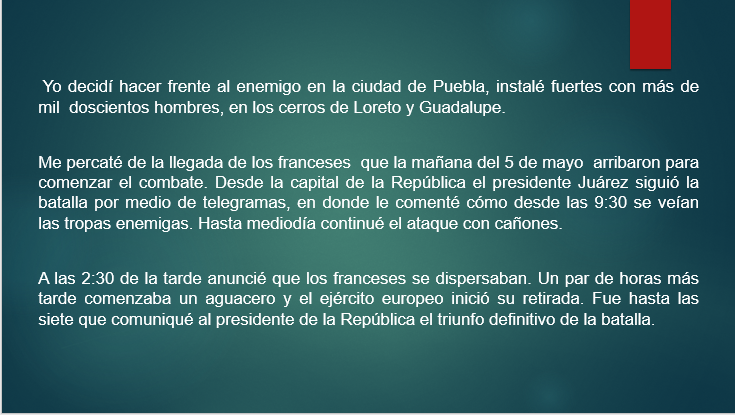 Yo decidí hacer frente al enemigo en la ciudad de Puebla, instalé fuertes con más de
mil doscientos hombres, en los cerros de Loreto y Guadalupe.
Me percaté de la llegada de los franceses que la mañana del 5 de mayo arribaron para
comenzar el combate. Desde la capital de la República el presidente Juárez siguió la
batalla por medio de telegramas, en donde le comenté cómo desde las 9:30 se veían
las tropas enemigas. Hasta mediodía continué el ataque con cañones.
A las 2:30 de la tarde anuncié que los franceses se dispersaban. Un par de horas más
tarde comenzaba un aguacero y el ejército europeo inició su retirada. Fue hasta las
siete que comuniqué al presidente de la República el triunfo definitivo de la batalla.